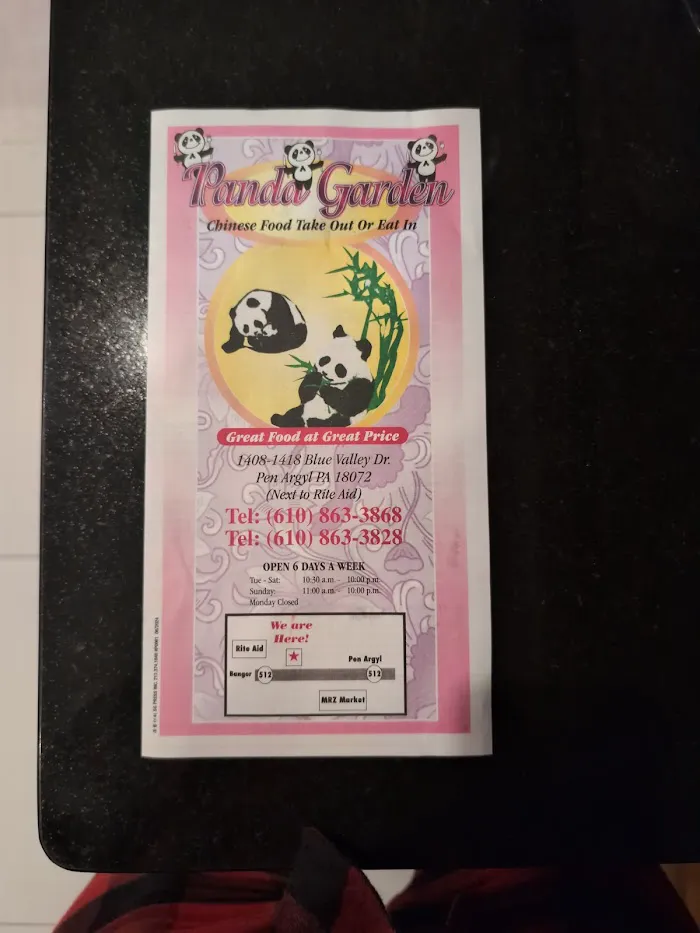 Panda Garden
Chinese Food Take Out Or Eat In
Great Food at Great Price
1408-1418 Blue Valley Dr.
Pen Argyl PA 18072
(Next to Rite Aid)
Tel: (610) 863-3868
Tel: (610) 863-3828
OPEN 6 DAYS A WEEK
Tue - Sat: 10:30 a.m. - 10:00 p.m.
Sunday: 11:00 a.m. - 10:00 p.m.
Monday Closed
We are
Here!
Rite Aid
Pen Argyl
Bangor 512
512
MRZ Market